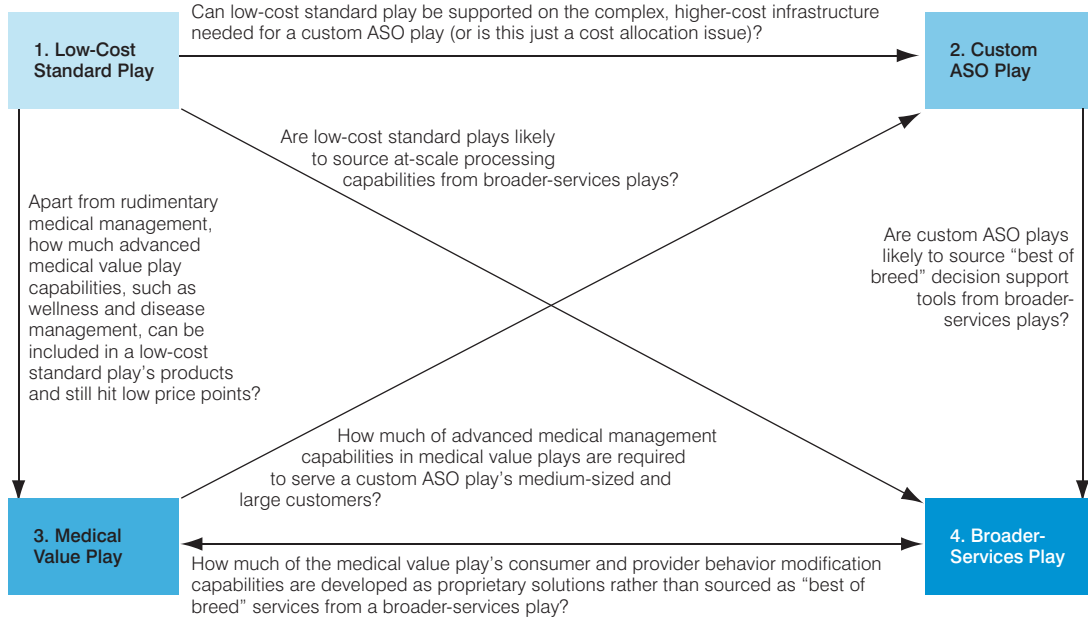 Can low-cost standard play be supported on the complex, higher-cost infrastructure
needed for a custom ASO play (or is this just a cost allocation issue)?
1. Low-Cost
Standard Play
2. Custom
ASO Play
Are low-cost standard plays likely
to source at-scale processing
capabilities from broader-services plays?
Apart from rudimentary
medical management,
how much advanced
medical value play
capabilities, such as
wellness and disease
management, can be
included in a low-cost
standard play's products
and still hit low price points?
Are custom ASO plays
likely to source “best of
breed” decision support
tools from broader-
services plays?
How much of advanced medical management
capabilities in medical value plays are required
to serve a custom ASO play's medium-sized and
large customers?
3. Medical
Value Play
4. Broader-
Services Play
How much of the medical value play's consumer and provider behavior modification
capabilities are developed as proprietary solutions rather than sourced as “best of
breed” services from a broader-services play?